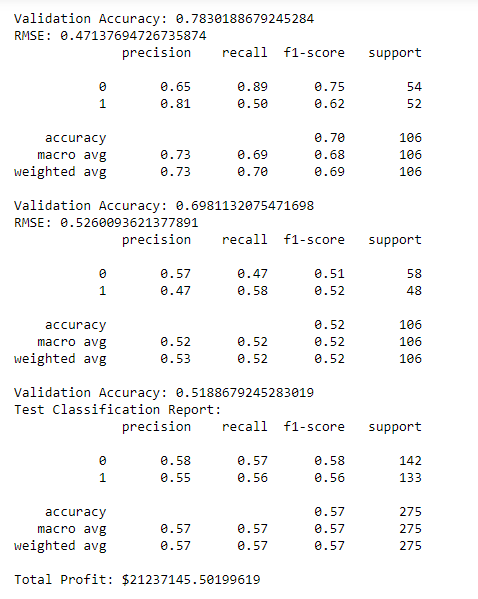 Validation Accuracy: 0.7830188679245284
RMSE: 0.47137694726735874
precision recall f1-score support
0 0.65 0.89 0.75 54
1 0.81 0.50 0.62 52
accuracy 0.70 106
macro avg 0.73 0.69 0.68 106
weighted avg 0.73 0.70 0.69 106
Validation Accuracy: 0.6981132075471698
RMSE: 0.5260093621377891
precision recall f1-score support
0 0.57 0.47 0.51 58
1 0.47 0.58 0.52 48
accuracy 0.52 106
macro avg 0.52 0.52 0.52 106
weighted avg 0.53 0.52 0.52 106
Validation Accuracy: 0.5188679245283019
Test Classification Report:
precision recall f1-score support
0 0.58 0.57 0.58 142
1 0.55 0.56 0.56 133
accuracy 0.57 275
macro avg 0.57 0.57 0.57 275
weighted avg 0.57 0.57 0.57 275
Total Profit: $21237145.50199619